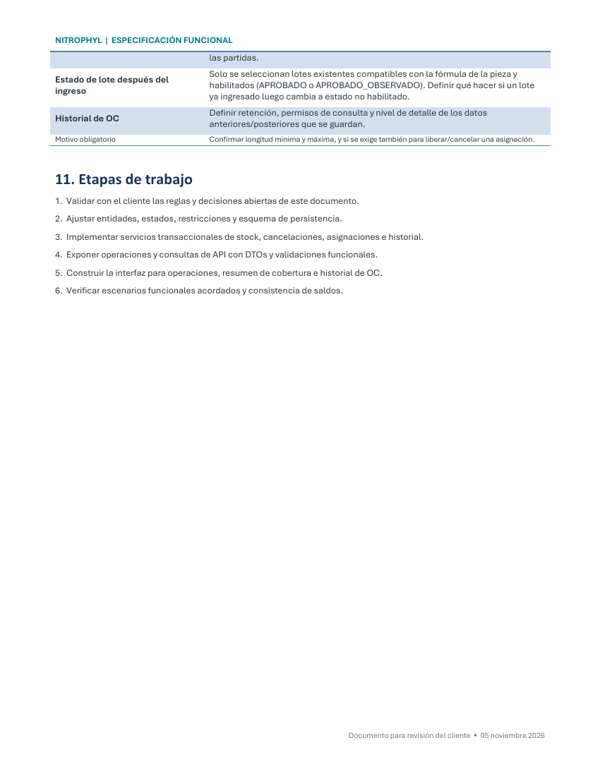 NITROPHYL | ESPECIFICACIÓN FUNCIONAL
las partidas.
Estado de lote después del
ingreso
Solo se seleccionan lotes existentes compatibles con la fórmula de la pieza y
habilitados (APROBADO o APROBADO_OBSERVADO). Definir qué hacer si un lote
ya ingresado luego cambia a estado no habilitado.
Historial de OC
Definir retención, permisos de consulta y nivel de detalle de los datos
anteriores/posteriores que se guardan.
Motivo obligatorio
Confirmar longitud mínima y máxima, y si se exige también para liberar/cancelar una asignación.
11. Etapas de trabajo
1. Validar con el cliente las reglas y decisiones abiertas de este documento.
2. Ajustar entidades, estados, restricciones y esquema de persistencia.
3. Implementar servicios transaccionales de stock, cancelaciones, asignaciones e historial.
4. Exponer operaciones y consultas de API con DTOs y validaciones funcionales.
5. Construir la interfaz para operaciones, resumen de cobertura e historial de OC.
6. Verificar escenarios funcionales acordados y consistencia de saldos.
Documento para revisión del cliente • 05 noviembre 2026